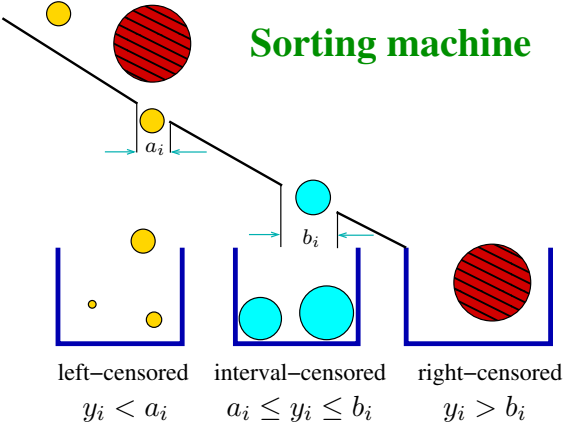 Sorting machine
a_i
b_i
left−censored interval−censored right−censored
y_i < a_i a_i ≤ y_i ≤ b_i y_i > b_i